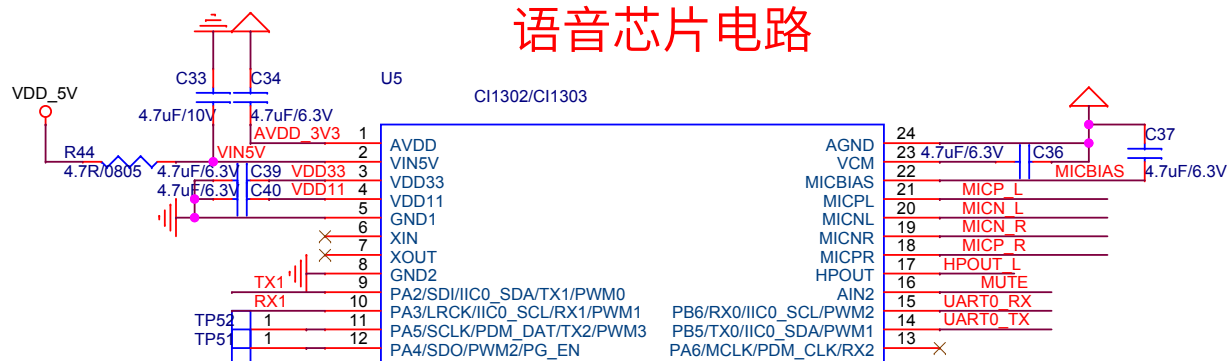 语音芯片电路
C33
C34
U5
CI1302/CI1303
VDD_5V
4.7uF/10V
4.7uF/6.3V
AVDD_3V3
1
AVDD
24
AGND
C37
R44
VIN5V
2
VIN5V
23
VCM
4.7uF/6.3V
C36
4.7R/0805
4.7uF/6.3V
C39
VDD33
3
VDD33
22
MICBIAS
MICBIAS
4.7uF/6.3V
4.7uF/6.3V
C40
VDD11
4
VDD11
21
MICPL
MICP_L
5
GND1
20
MICNL
MICN_L
6
XIN
19
MICNR
MICN_R
7
XOUT
18
MICPR
MICP_R
8
GND2
17
HPOUT
HPOUT_L
TX1
9
PA2/SDI/IIC0_SDA/TX1/PWM0
16
AIN2
MUTE
RX1
10
PA3/LRCK/IIC0_SCL/RX1/PWM1
15
PB6/RX0/IIC0_SCL/PWM2
UART0_RX
TP52
1
11
PA5/SCLK/PDM_DAT/TX2/PWM3
14
PB5/TX0/IIC0_SDA/PWM1
UART0_TX
TP51
1
12
PA4/SDO/PWM2/PG_EN
13
PA6/MCLK/PDM_CLK/RX2